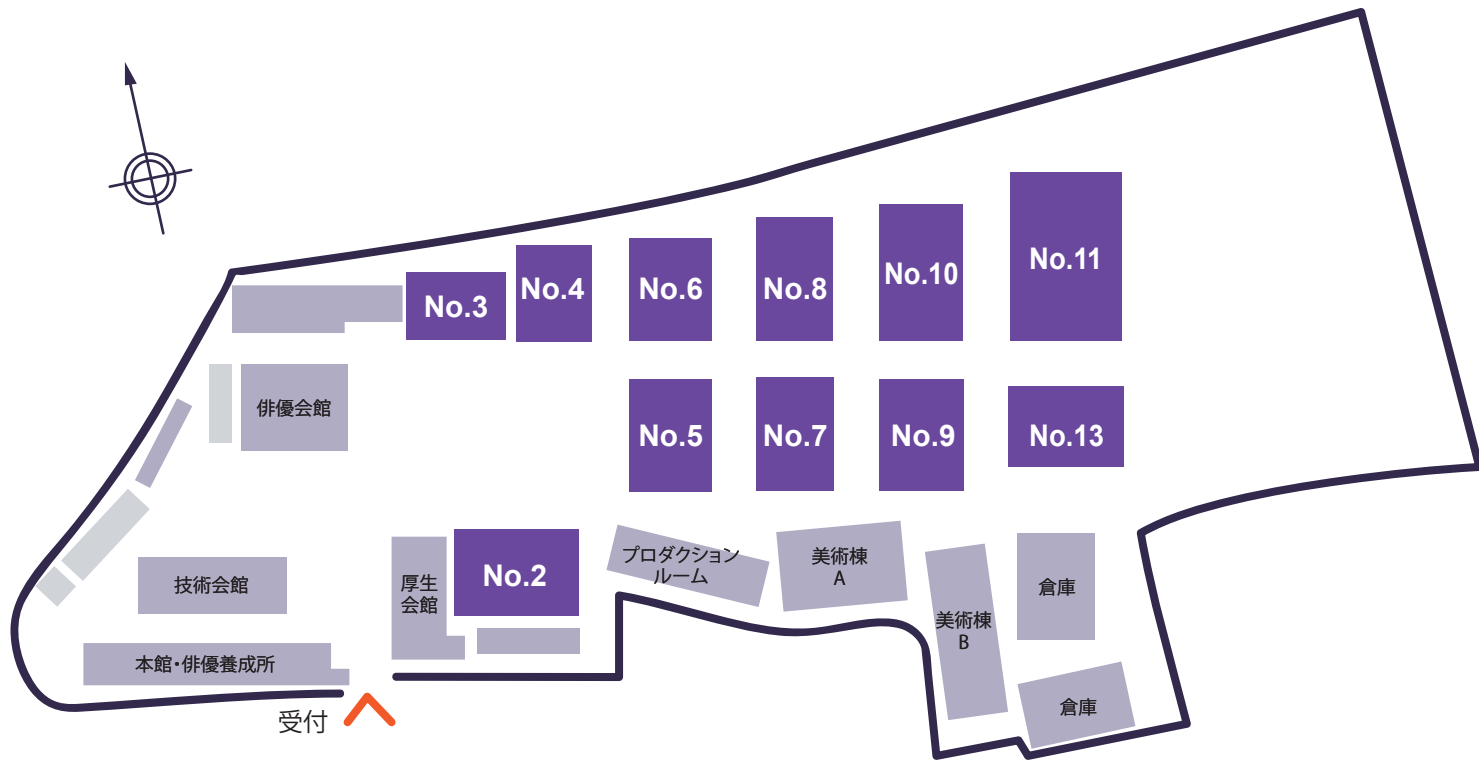 No.3
No.4
No.6
No.8
No.10
No.11
俳優会館
No.5
No.7
No.9
No.13
技術会館
厚生
会館
No.2
プロダクション
ルーム
美術棟
A
美術棟
B
倉庫
本館・俳優養成所
倉庫
受付